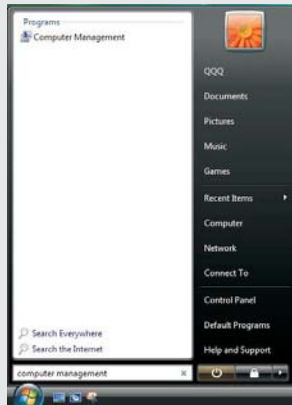 Programs
Computer Management
Search Everywhere
Search the Internet
computer management
QQQ
Documents
Pictures
Music
Games
Recent Items
Computer
Network
Connect To
Control Panel
Default Programs
Help and Support